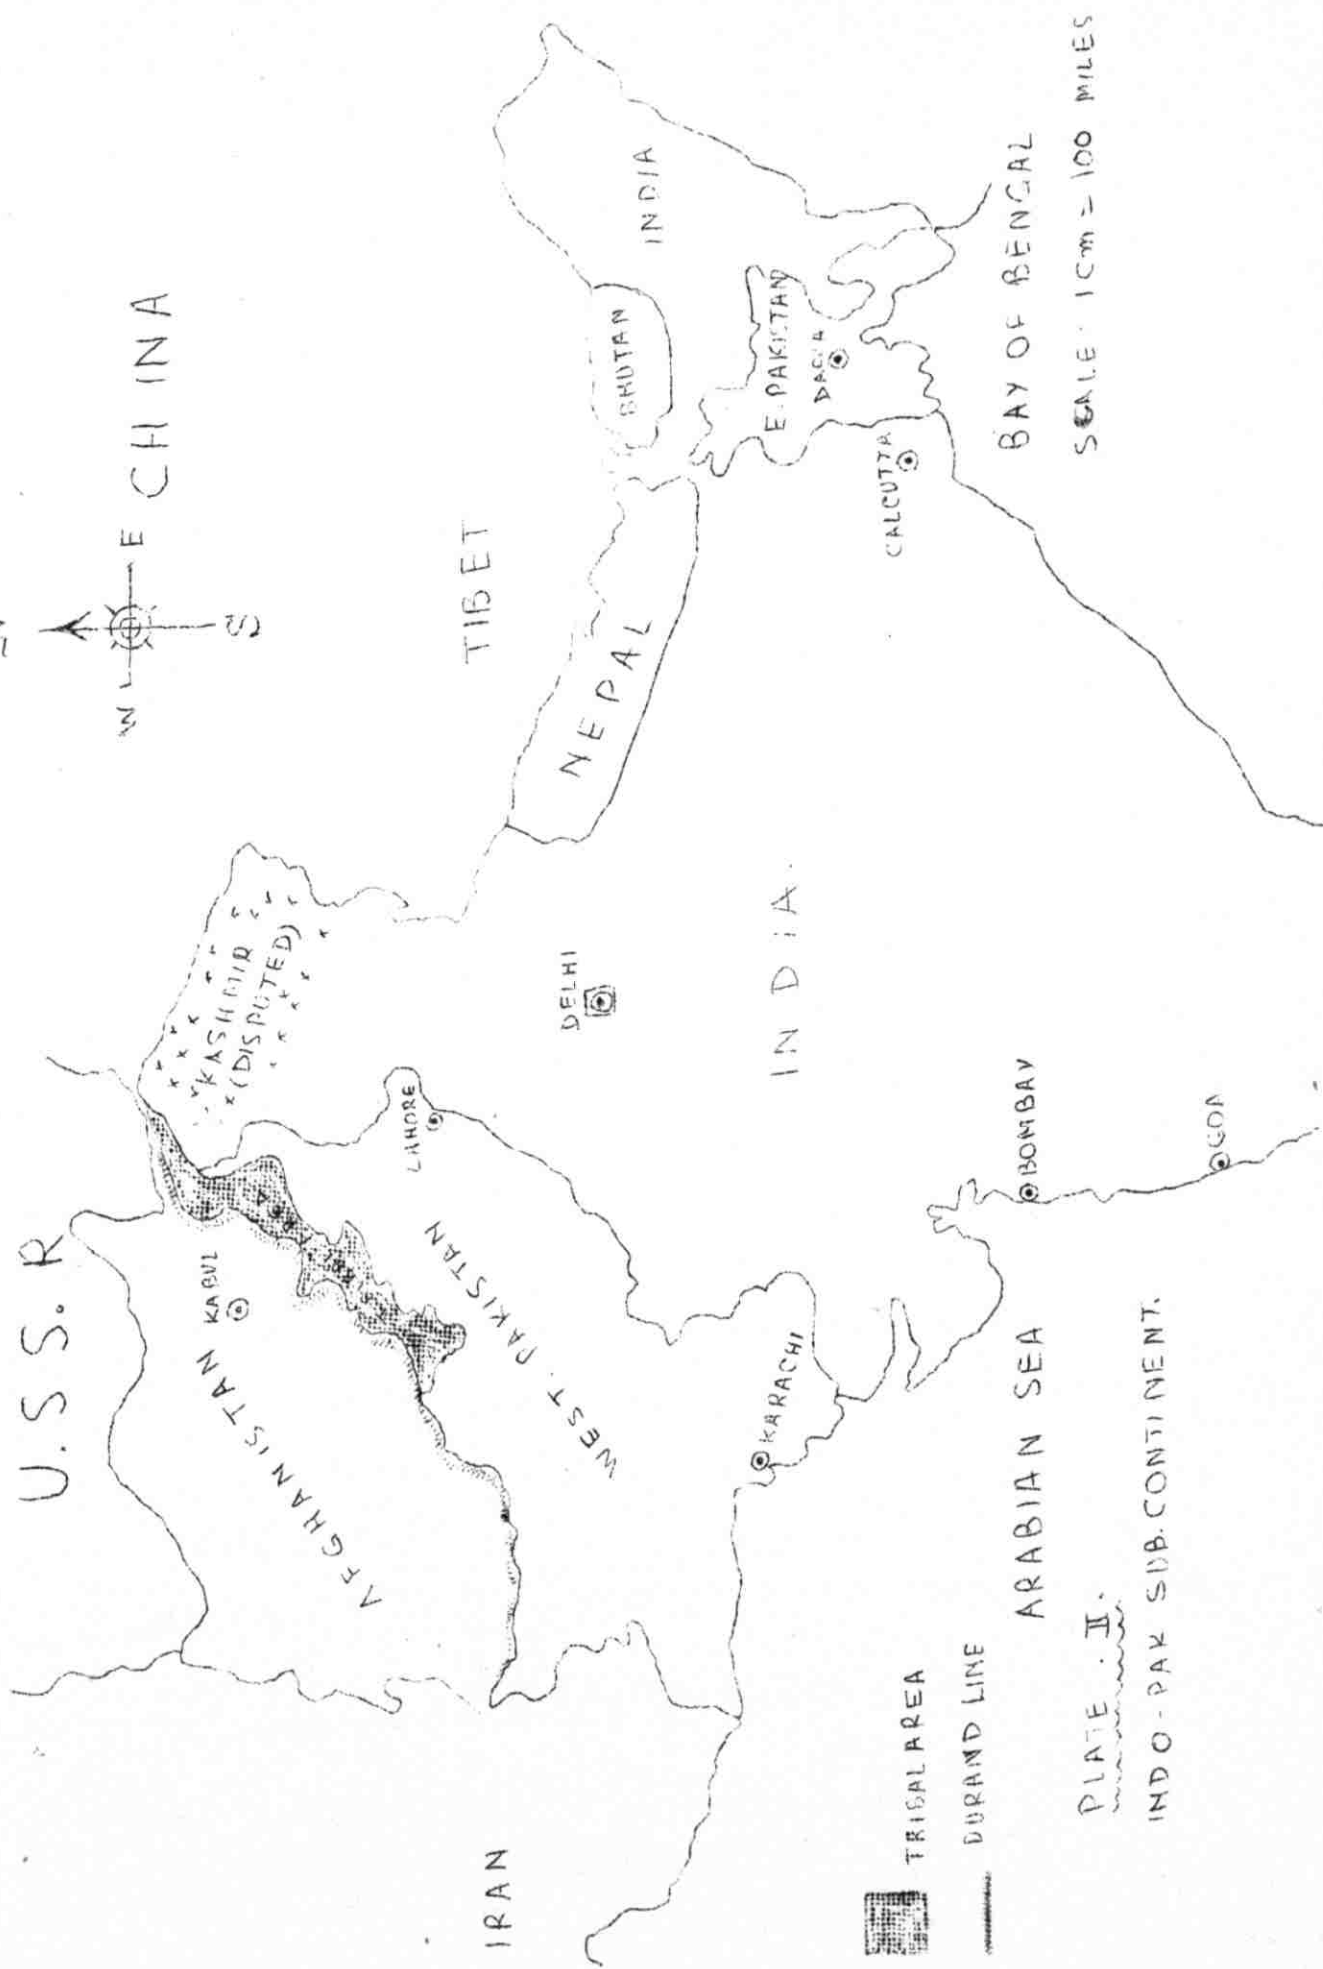 N
W E
S
CHINA
U.S.S.R
TIBET
KASHMIR
(DISPUTED)
AFGHANISTAN
KABUL
LAHORE
WEST. PAKISTAN
DELHI
NEPAL
BHUTAN
INDIA
E. PAKISTAN
DACCA
CALCUTTA
IRAN
KARACHI
INDIA.
BOMBAY
GOA
BAY OF BENGAL
SCALE. 1 Cm = 100 MILES
TRIBAL AREA
DURAND LINE
ARABIAN SEA
PLATE. II.
INDO-PAK SUB.CONTINENT.